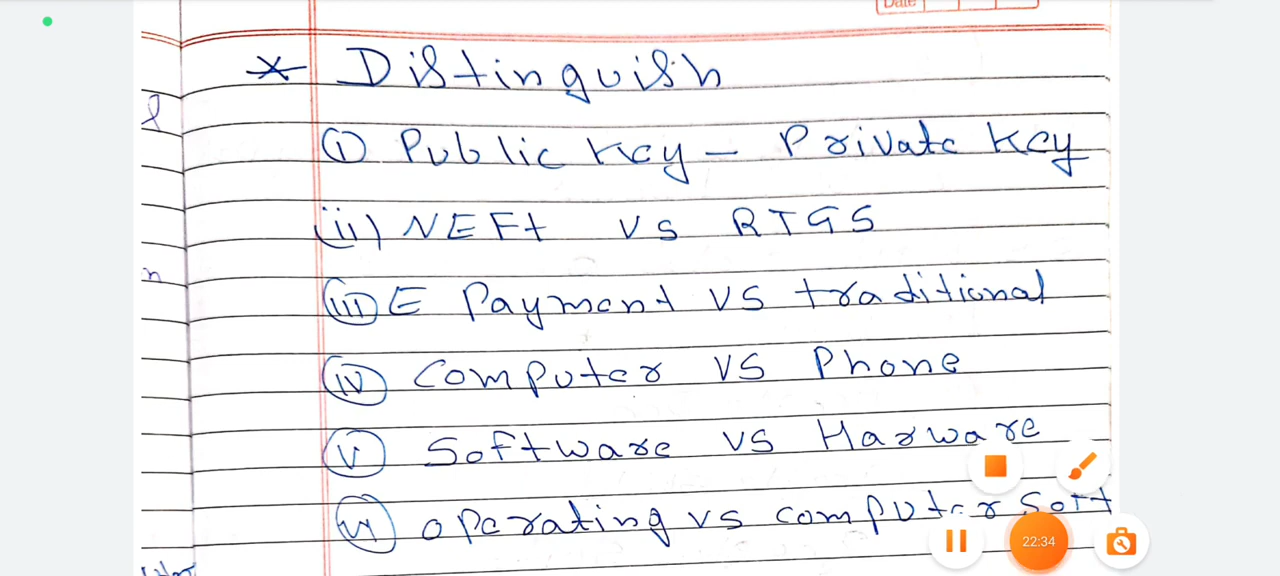 Date
* Distinguish
(i) Public Key - Private Key
(ii) NEFt vs RTGS
(iii) E Payment vs traditional
(iv) Computer vs Phone
(v) Software vs Harware
(vi) operating vs computer Soft
22:34